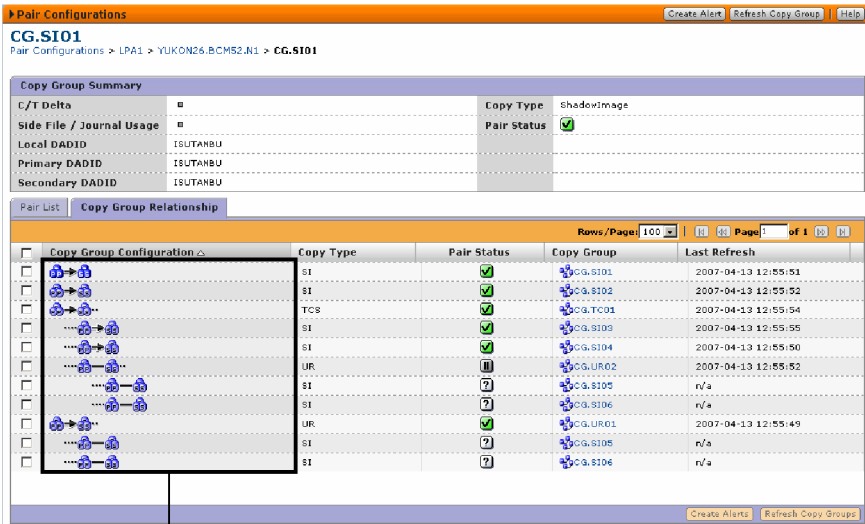 Pair Configurations Create Alert Refresh Copy Group Help
CG.SI01
Pair Configurations > LPA1 > YUKON26.BCM52.N1 > CG.SI01
Copy Group Summary
C/T Delta Copy Type ShadowImage
Side File / Journal Usage Pair Status
Local DADID ISUTANBU
Primary DADID ISUTANBU
Secondary DADID ISUTANBU
Pair List Copy Group Relationship
Rows/Page: 100 Page 1 of 1
Copy Group Configuration Copy Type Pair Status Copy Group Last Refresh
SI CG.SI01 2007-04-13 12:55:51
SI CG.SI02 2007-04-13 12:55:52
TCS CG.TC01 2007-04-13 12:55:54
SI CG.SI03 2007-04-13 12:55:55
SI CG.SI04 2007-04-13 12:55:50
UR CG.UR02 2007-04-13 12:55:52
SI ? CG.SI05 n/a
SI ? CG.SI06 n/a
UR CG.UR01 2007-04-13 12:55:49
SI ? CG.SI05 n/a
SI ? CG.SI06 n/a
Create Alerts Refresh Copy Groups